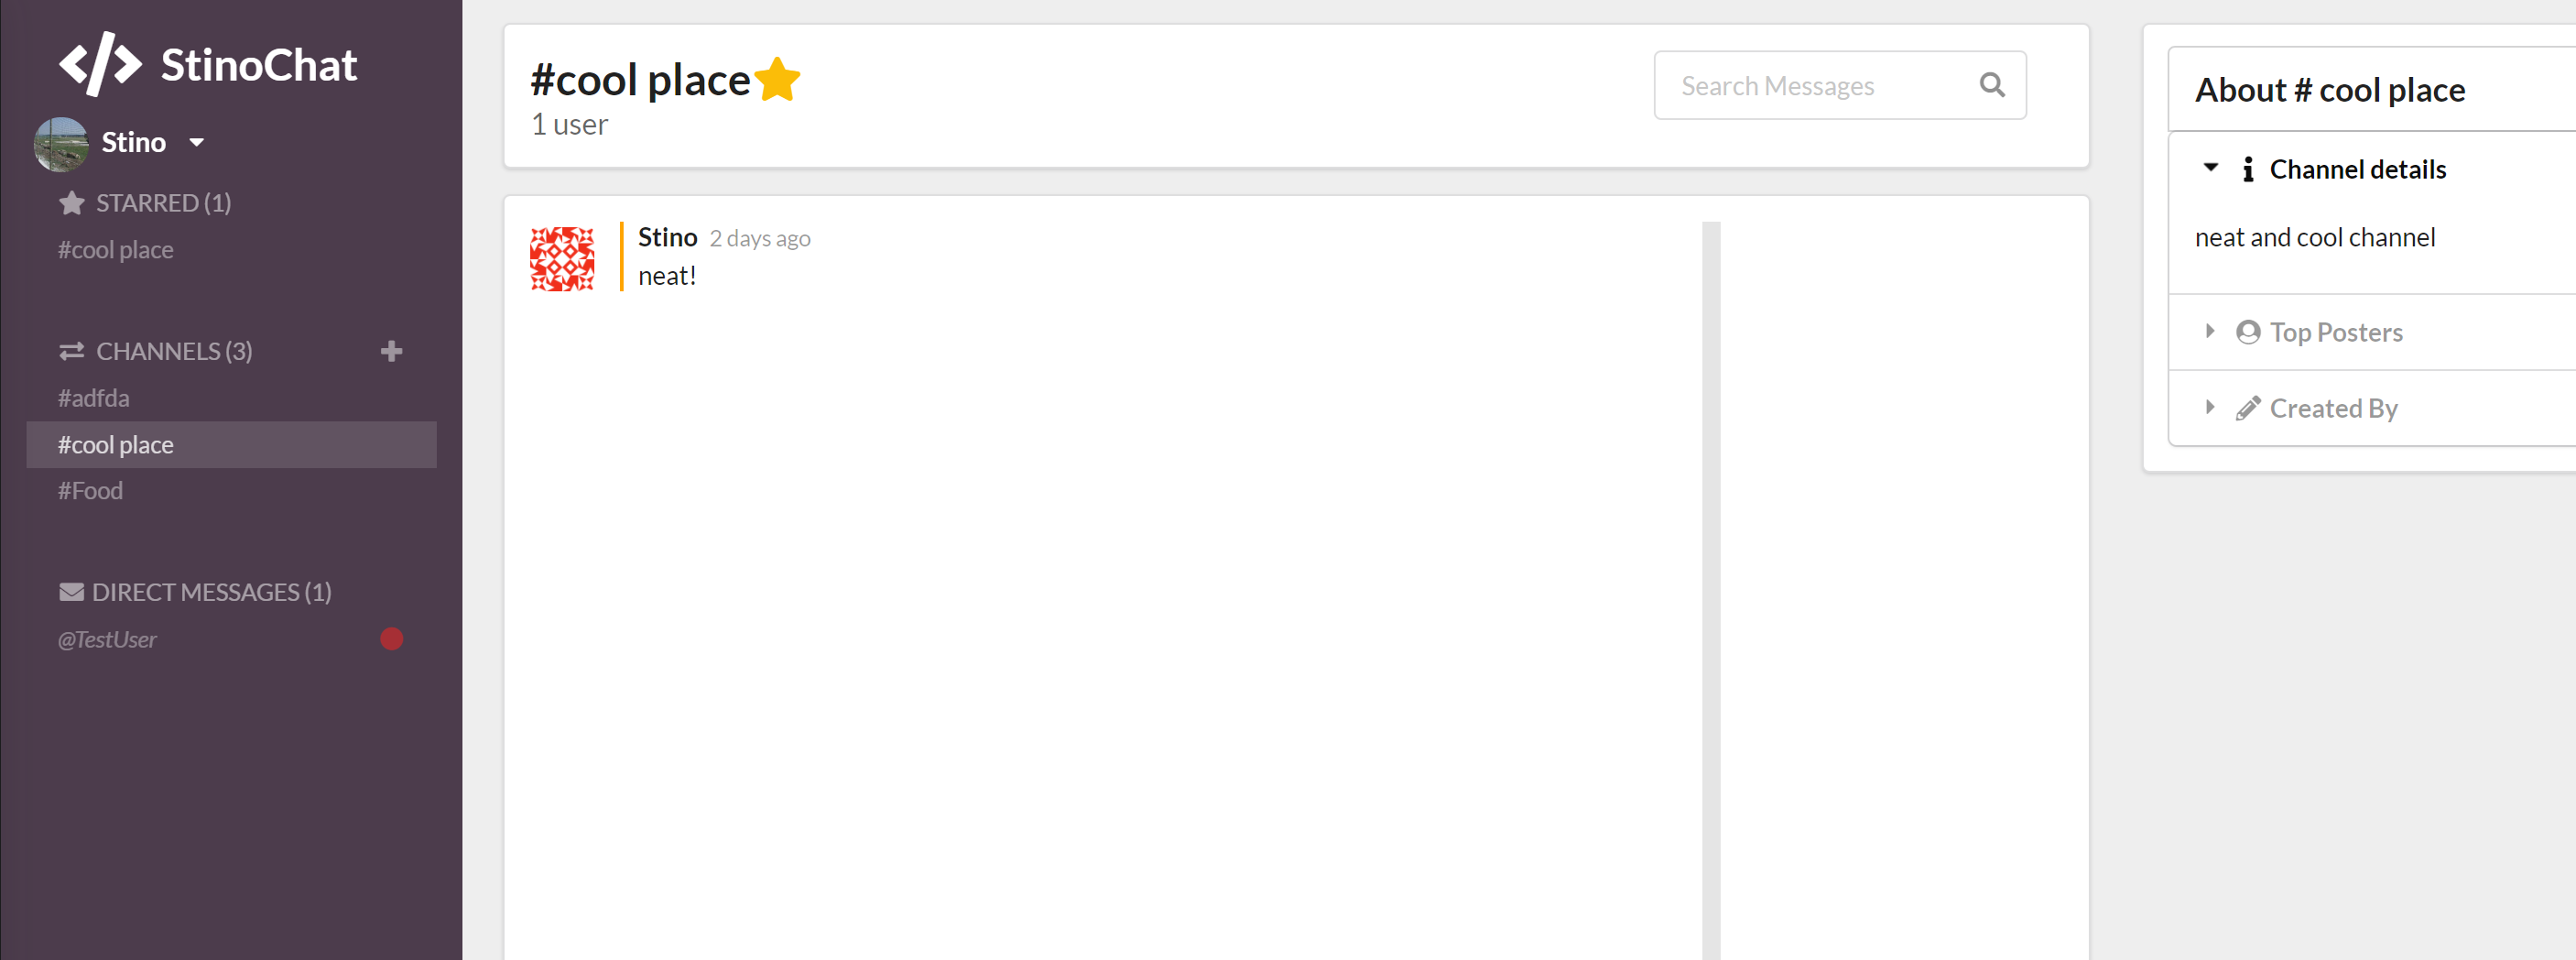 StinoChat
Stino
STARRED (1)
#cool place
CHANNELS (3)
#adfda
#cool place
#Food
DIRECT MESSAGES (1)
@TestUser
#cool place
1 user
Search Messages
Stino 2 days ago
neat!
About # cool place
Channel details
neat and cool channel
Top Posters
Created By